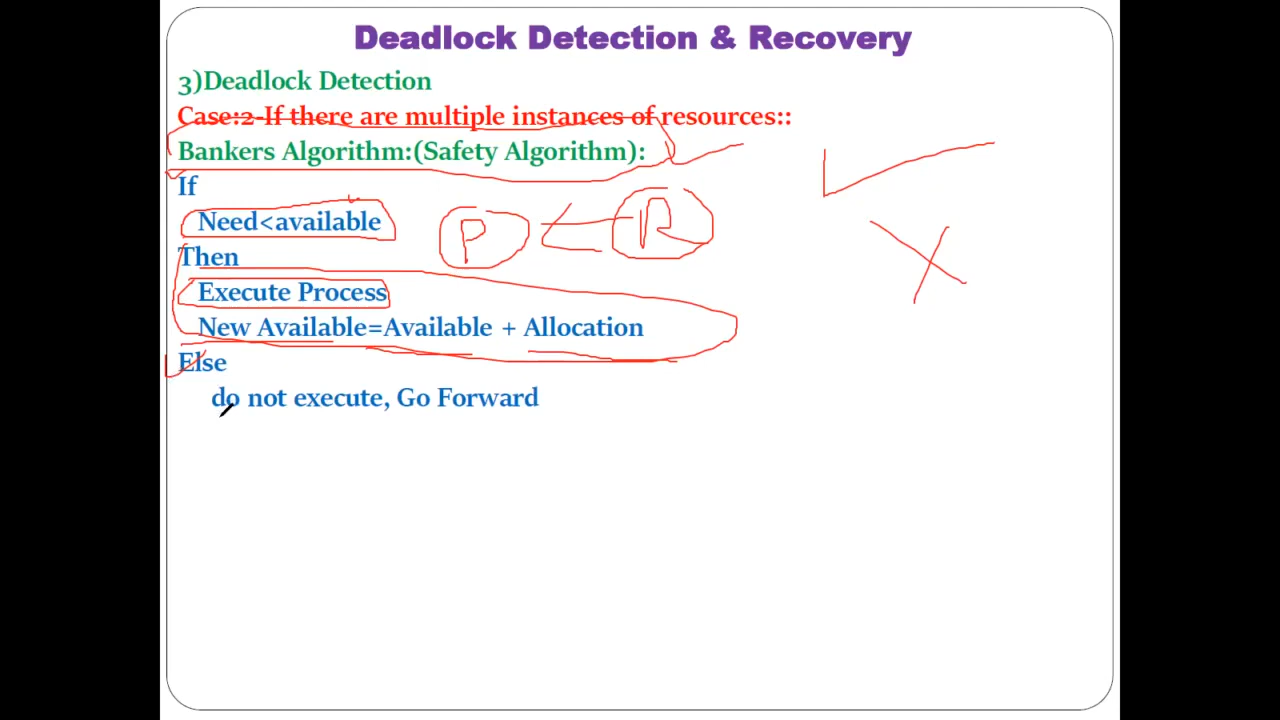 Deadlock Detection & Recovery
3)Deadlock Detection
Case:2-If there are multiple instances of resources::
Bankers Algorithm:(Safety Algorithm):
If
Need<available
P
R
Then
Execute Process
New Available=Available + Allocation
Else
do not execute, Go Forward